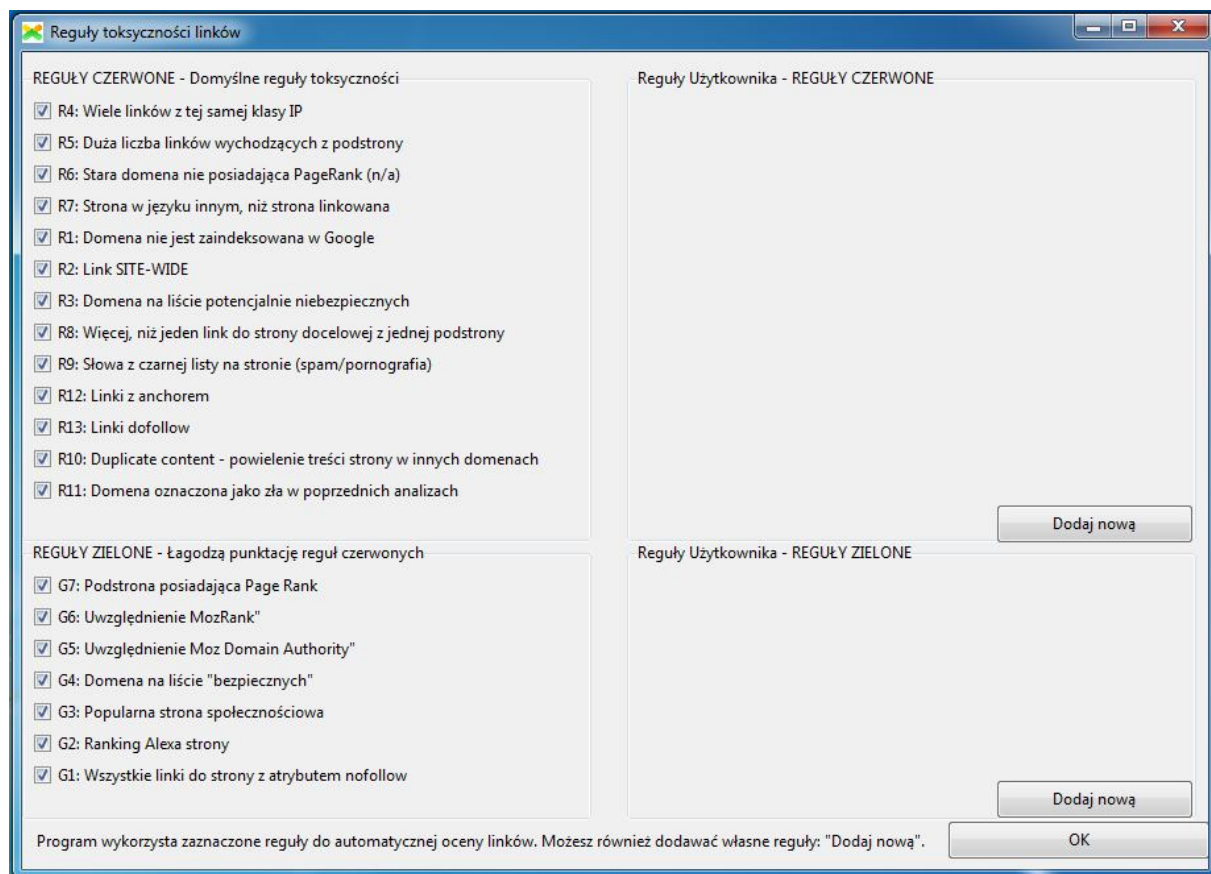 Reguły toksyczności linków
REGUŁY CZERWONE - Domyślne reguły toksyczności
R4: Wiele linków z tej samej klasy IP
R5: Duża liczba linków wychodzących z podstrony
R6: Stara domena nie posiadająca PageRank (n/a)
R7: Strona w języku innym, niż strona linkowana
R1: Domena nie jest zaindeksowana w Google
R2: Link SITE-WIDE
R3: Domena na liście potencjalnie niebezpiecznych
R8: Więcej, niż jeden link do strony docelowej z jednej podstrony
R9: Słowa z czarnej listy na stronie (spam/pornografia)
R12: Linki z anchorem
R13: Linki dofollow
R10: Duplicate content - powielenie treści strony w innych domenach
R11: Domena oznaczona jako zła w poprzednich analizach
Reguły Użytkownika - REGUŁY CZERWONE
Dodaj nową
REGUŁY ZIELONE - Łagodzą punktację reguł czerwonych
G7: Podstrona posiadająca Page Rank
G6: Uwzględnienie MozRank"
G5: Uwzględnienie Moz Domain Authority"
G4: Domena na liście "bezpiecznych"
G3: Popularna strona społecznościowa
G2: Ranking Alexa strony
G1: Wszystkie linki do strony z atrybutem nofollow
Reguły Użytkownika - REGUŁY ZIELONE
Dodaj nową
Program wykorzysta zaznaczone reguły do automatycznej oceny linków. Możesz również dodawać własne reguły: "Dodaj nową".
OK